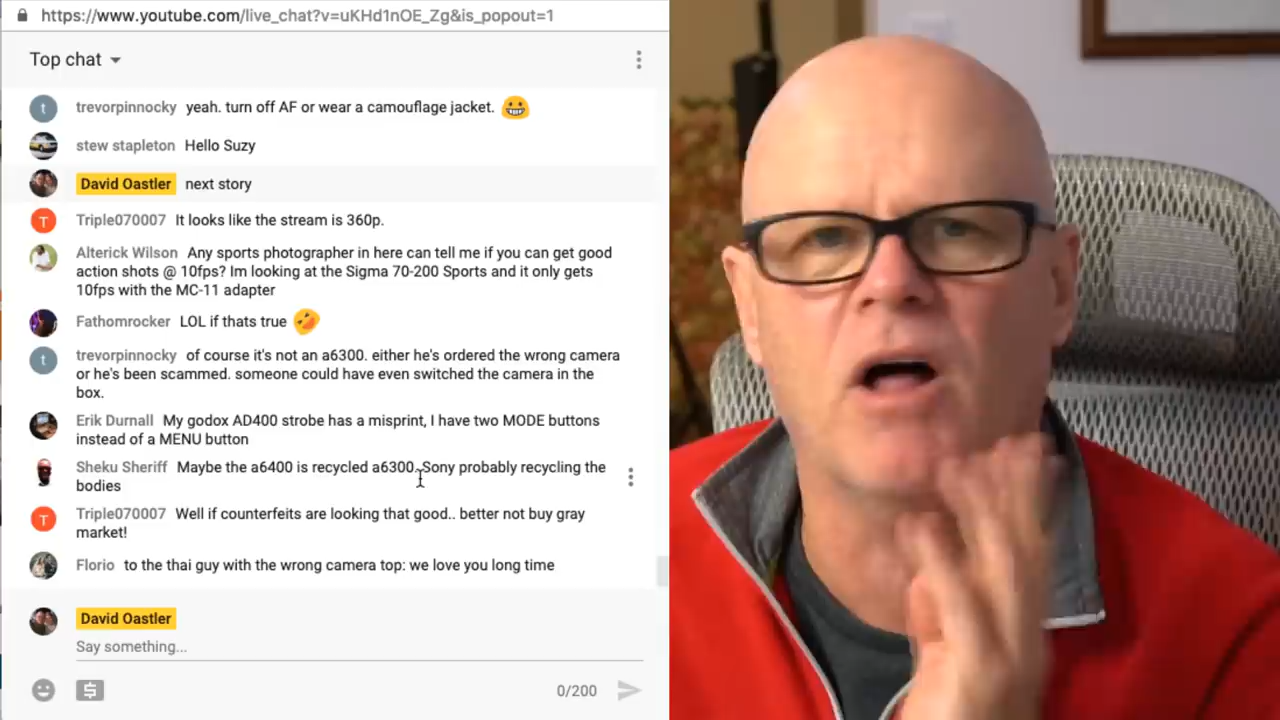 https://www.youtube.com/live_chat?v=uKHd1nOE_Zg&is_popout=1
Top chat
t
trevorpinnocky yeah. turn off AF or wear a camouflage jacket.
stew stapleton Hello Suzy
David Oastler next story
T
Triple070007 It looks like the stream is 360p.
Alterick Wilson Any sports photographer in here can tell me if you can get good
action shots @ 10fps? Im looking at the Sigma 70-200 Sports and it only gets
10fps with the MC-11 adapter
Fathomrocker LOL if thats true
t
trevorpinnocky of course it's not an a6300. either he's ordered the wrong camera
or he's been scammed. someone could have even switched the camera in the
box.
Erik Durnall My godox AD400 strobe has a misprint, I have two MODE buttons
instead of a MENU button
Sheku Sheriff Maybe the a6400 is recycled a6300. Sony probably recycling the
bodies
T
Triple070007 Well if counterfeits are looking that good.. better not buy gray
market!
Florio to the thai guy with the wrong camera top: we love you long time
David Oastler
Say something...
$ 0/200